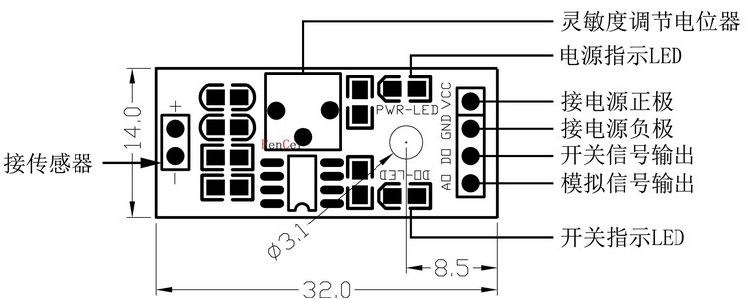 灵敏度调节电位器
电源指示LED
接电源正极
接电源负极
开关信号输出
模拟信号输出
开关指示LED
接传感器
+
-
14.0
32.0
8.5
Ø3.1
PWR-LED
DO-LED
VCC
GND
DO
AO